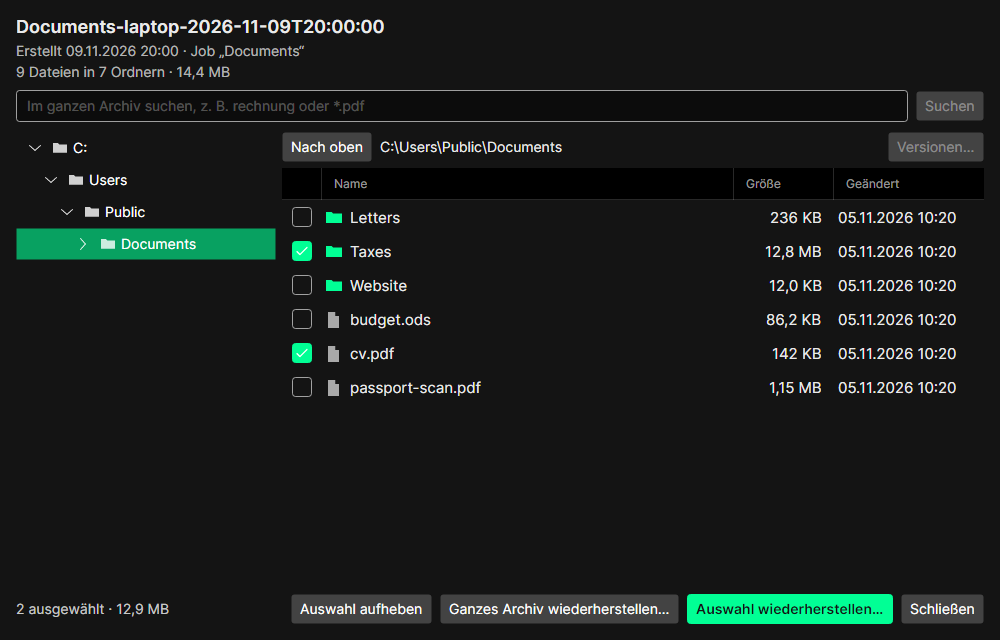 Documents-laptop-2026-11-09T20:00:00
Erstellt 09.11.2026 20:00 · Job „Documents“
9 Dateien in 7 Ordnern · 14,4 MB
Im ganzen Archiv suchen, z. B. rechnung oder *.pdf
Suchen
C:
Users
Public
Documents
Nach oben
C:\Users\Public\Documents
Versionen...
Name Größe Geändert
Letters 236 KB 05.11.2026 10:20
Taxes 12,8 MB 05.11.2026 10:20
Website 12,0 KB 05.11.2026 10:20
budget.ods 86,2 KB 05.11.2026 10:20
cv.pdf 142 KB 05.11.2026 10:20
passport-scan.pdf 1,15 MB 05.11.2026 10:20
2 ausgewählt · 12,9 MB
Auswahl aufheben
Ganzes Archiv wiederherstellen...
Auswahl wiederherstellen...
Schließen